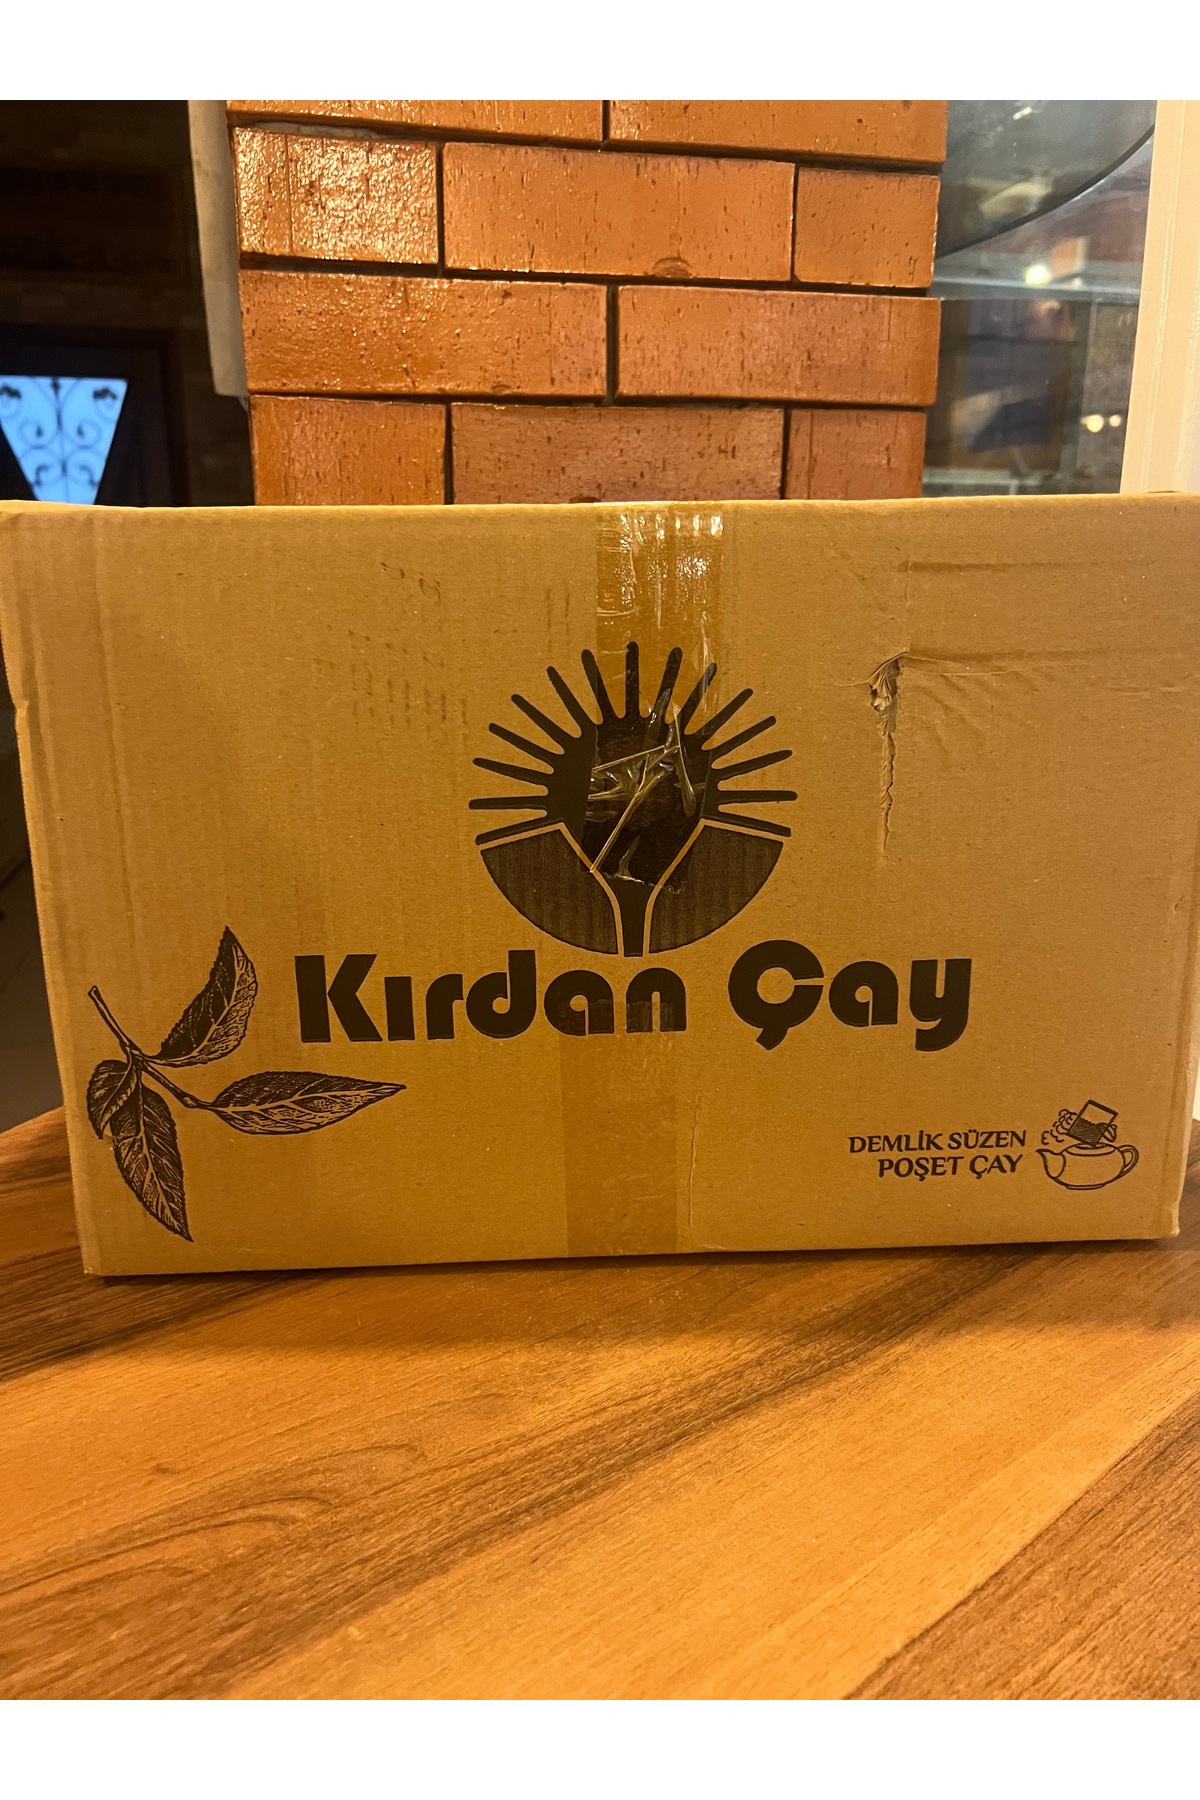 Kırdan Çay
DEMLİK SÜZEN
POŞET ÇAY